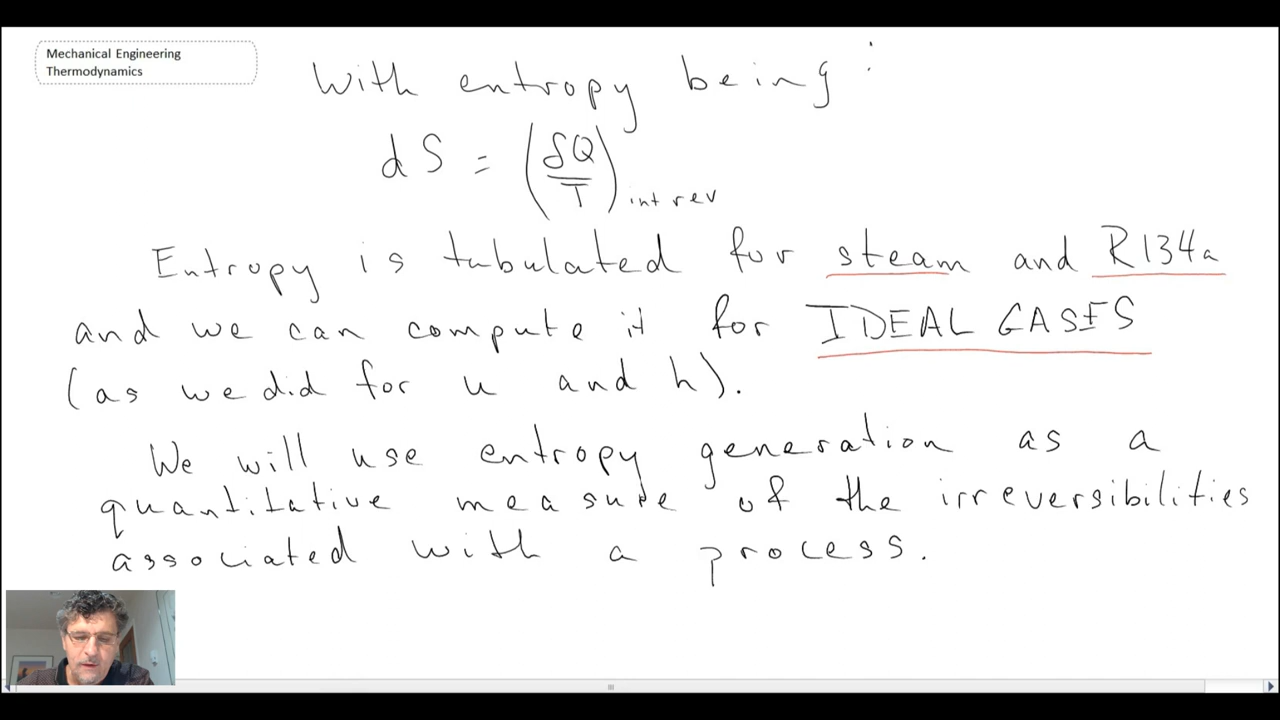 Mechanical Engineering
Thermodynamics
With entropy being:
dS = (δQ/T)int rev
Entropy is tabulated for steam and R134a
and we can compute it for IDEAL GASES
(as we did for u and h).
We will use entropy generation as a
quantitative measure of the irreversibilities
associated with a process.